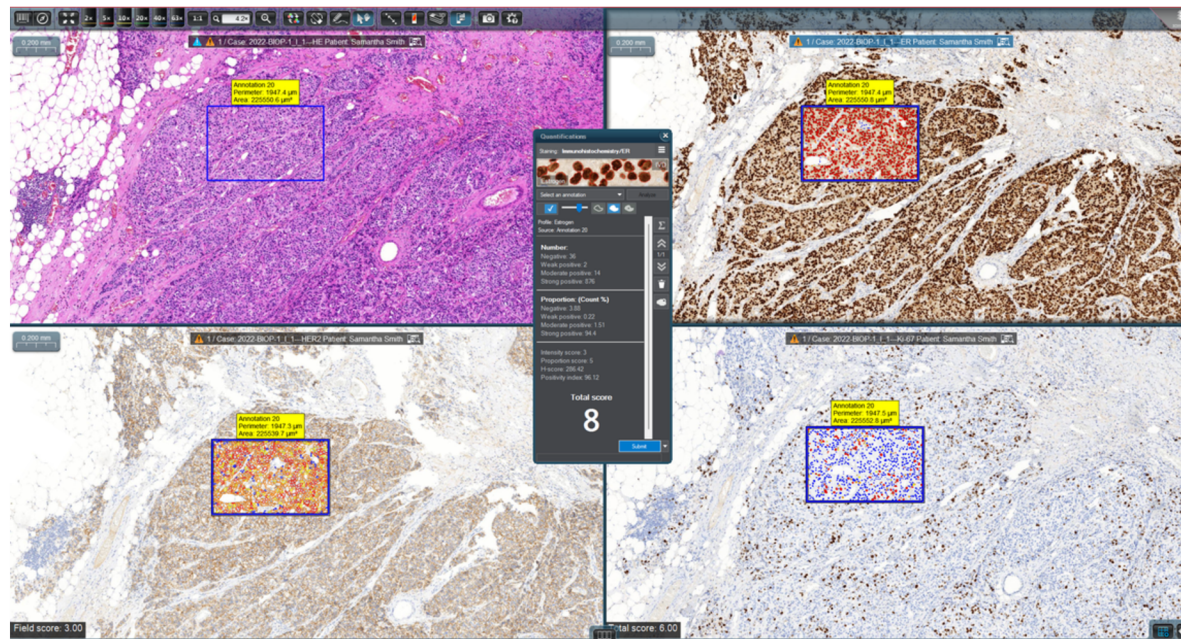 2x 5x 10x 20x 40x 63x 1:1 4.2x
0.200 mm
1 / Case: 2022-BIOP-1_I_1---HE Patient: Samantha Smith
Annotation 20
Perimeter: 1947.4 µm
Area: 225550.6 µm²
0.200 mm
1 / Case: 2022-BIOP-1_I_1---ER Patient: Samantha Smith
Annotation 20
Perimeter: 1947.4 µm
Area: 225550.8 µm²
Quantifications
Staining: Immunohistochemistry/ER
Select an annotation
Analyze
Profile: Estrogen
Source: Annotation 20
Number:
Negative: 36
Weak positive: 2
Moderate positive: 14
Strong positive: 876
1/1
Proportion: (Count %)
Negative: 3.88
Weak positive: 0.22
Moderate positive: 1.51
Strong positive: 94.4
Intensity score: 3
Proportion score: 5
H-score: 286.42
Positivity index: 96.12
Total score
8
Submit
0.200 mm
1 / Case: 2022-BIOP-1_I_1---HER2 Patient: Samantha Smith
Annotation 20
Perimeter: 1947.3 µm
Area: 225539.7 µm²
Field score: 3.00
1 / Case: 2022-BIOP-1_I_1---Ki-67 Patient: Samantha Smith
Annotation 20
Perimeter: 1947.5 µm
Area: 225552.8 µm²
Total score: 6.00